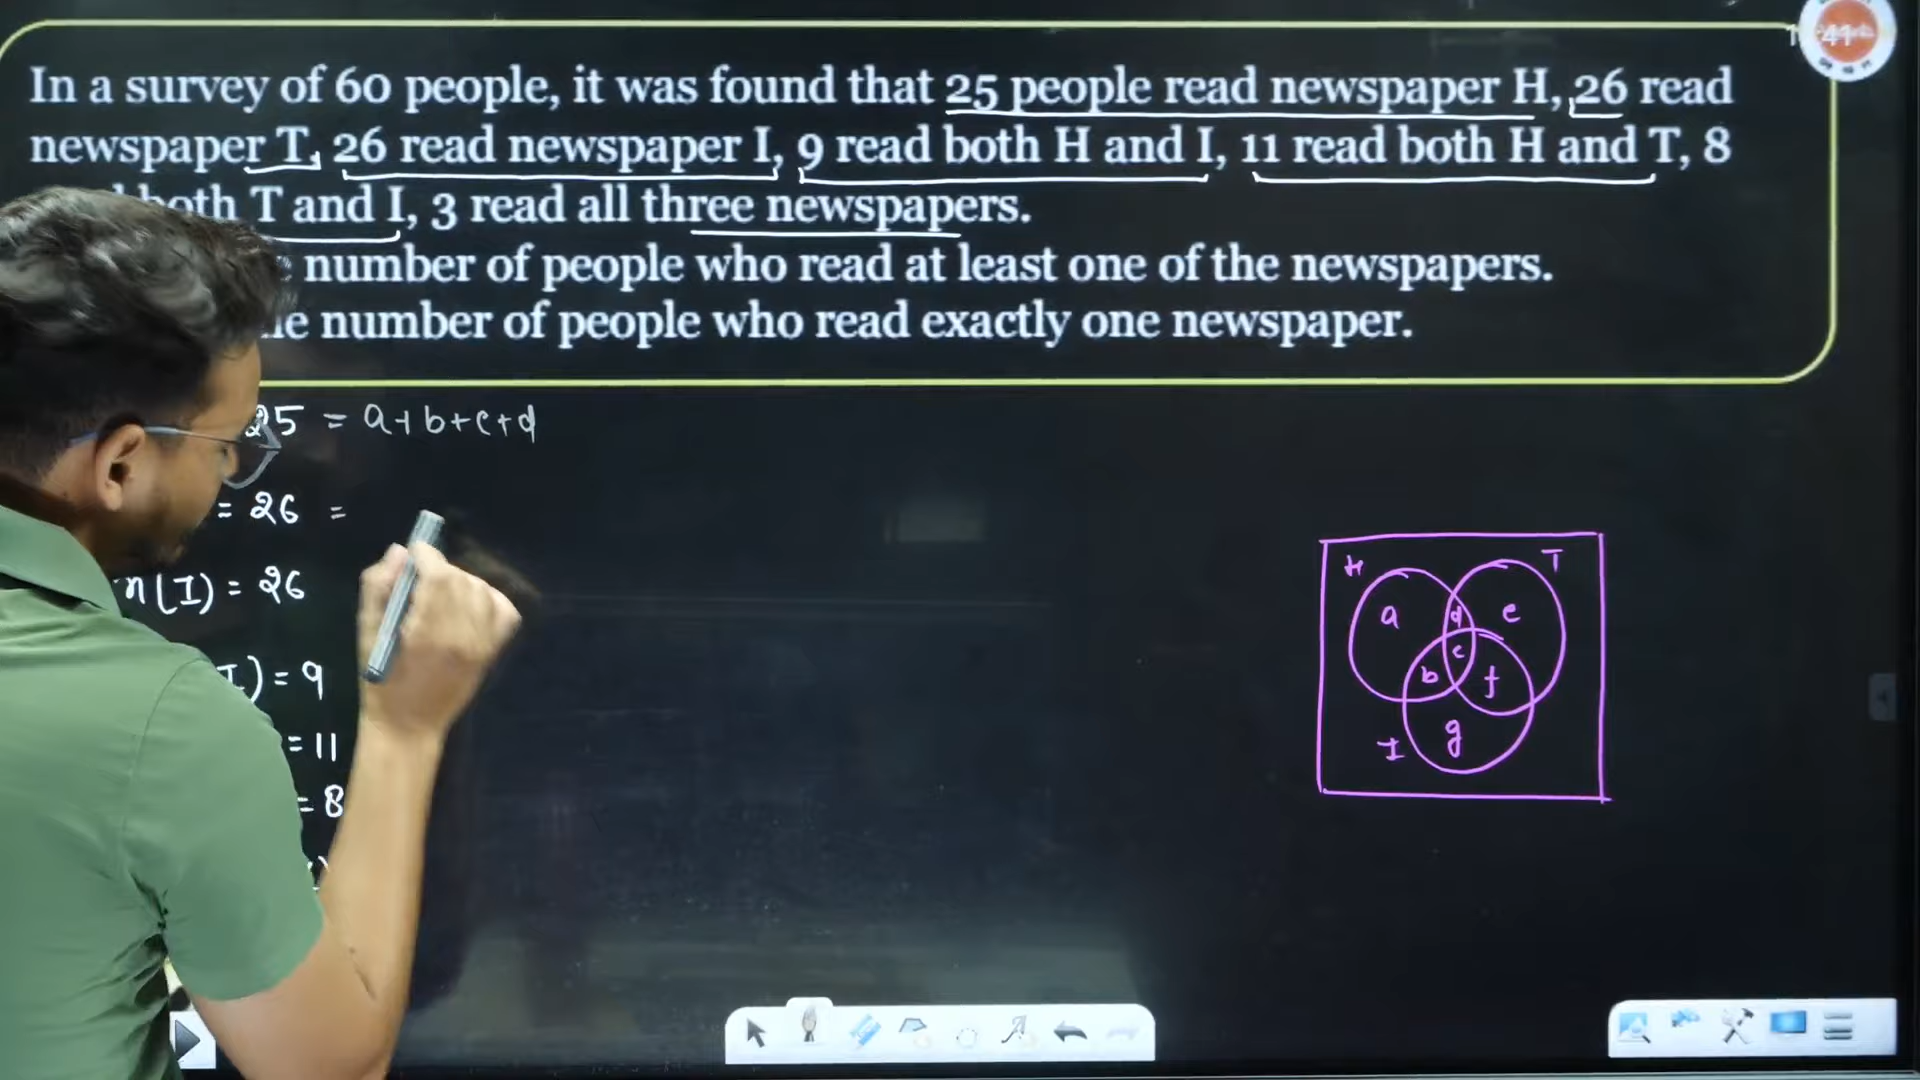 In a survey of 60 people, it was found that 25 people read newspaper H, 26 read
newspaper T, 26 read newspaper I, 9 read both H and I, 11 read both H and T, 8
both T and I, 3 read all three newspapers.
number of people who read at least one of the newspapers.
number of people who read exactly one newspaper.
25 = a+b+c+d
= 26 =
n(I) = 26
I) = 9
= 11
= 8
H
T
a
d
e
c
b
f
I
g